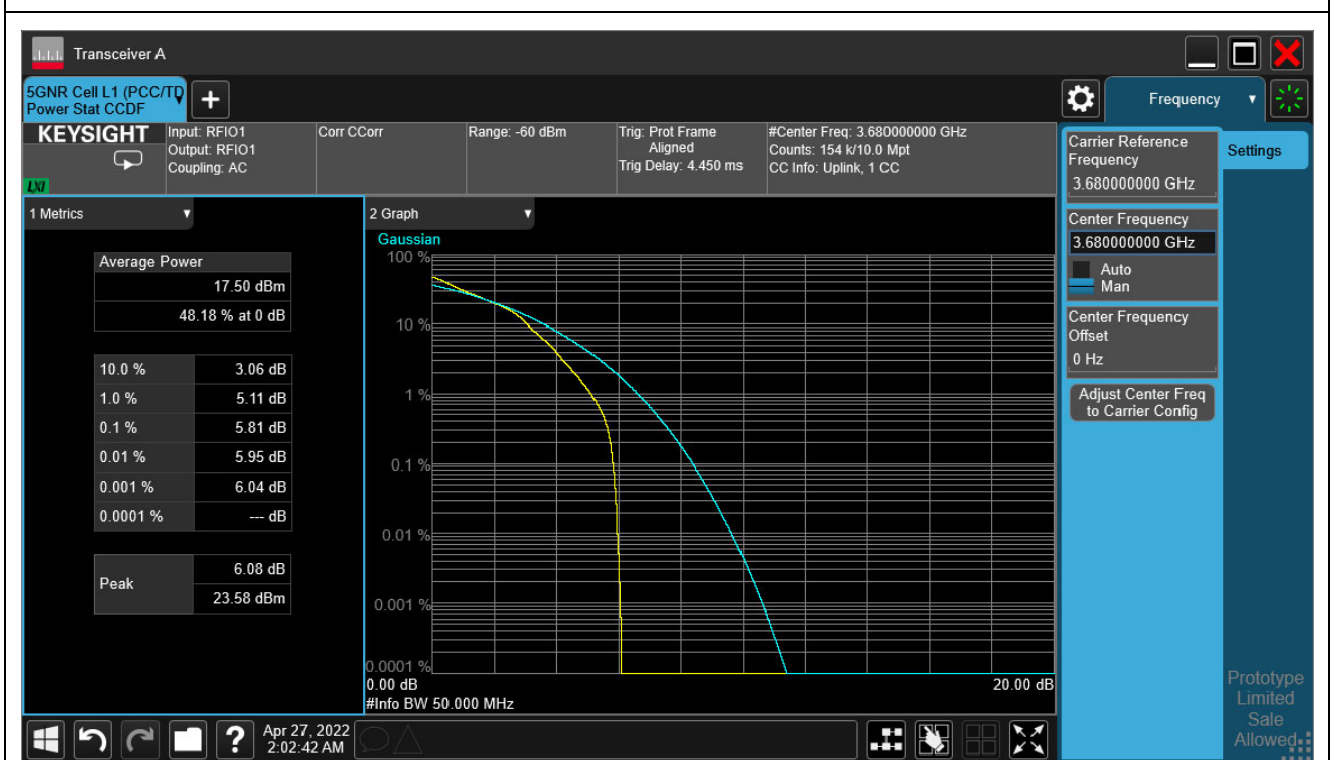 Transceiver A
5GNR Cell L1 (PCC/TD
Power Stat CCDF
+
Frequency
KEYSIGHT
LXI
Input: RFIO1
Output: RFIO1
Coupling: AC
Corr CCorr
Range: -60 dBm
Trig: Prot Frame
Aligned
Trig Delay: 4.450 ms
#Center Freq: 3.680000000 GHz
Counts: 154 k/10.0 Mpt
CC Info: Uplink, 1 CC
Carrier Reference
Frequency
3.680000000 GHz
Settings
Center Frequency
3.680000000 GHz
Auto
Man
Center Frequency
Offset
0 Hz
Adjust Center Freq
to Carrier Config
1 Metrics
Average Power
17.50 dBm
48.18 % at 0 dB
10.0 % 3.06 dB
1.0 % 5.11 dB
0.1 % 5.81 dB
0.01 % 5.95 dB
0.001 % 6.04 dB
0.0001 % --- dB
Peak
6.08 dB
23.58 dBm
2 Graph
Gaussian
100 %
10 %
1 %
0.1 %
0.01 %
0.001 %
0.0001 %
0.00 dB
20.00 dB
#Info BW 50.000 MHz
Prototype
Limited
Sale
Allowed
?
Apr 27, 2022
2:02:42 AM